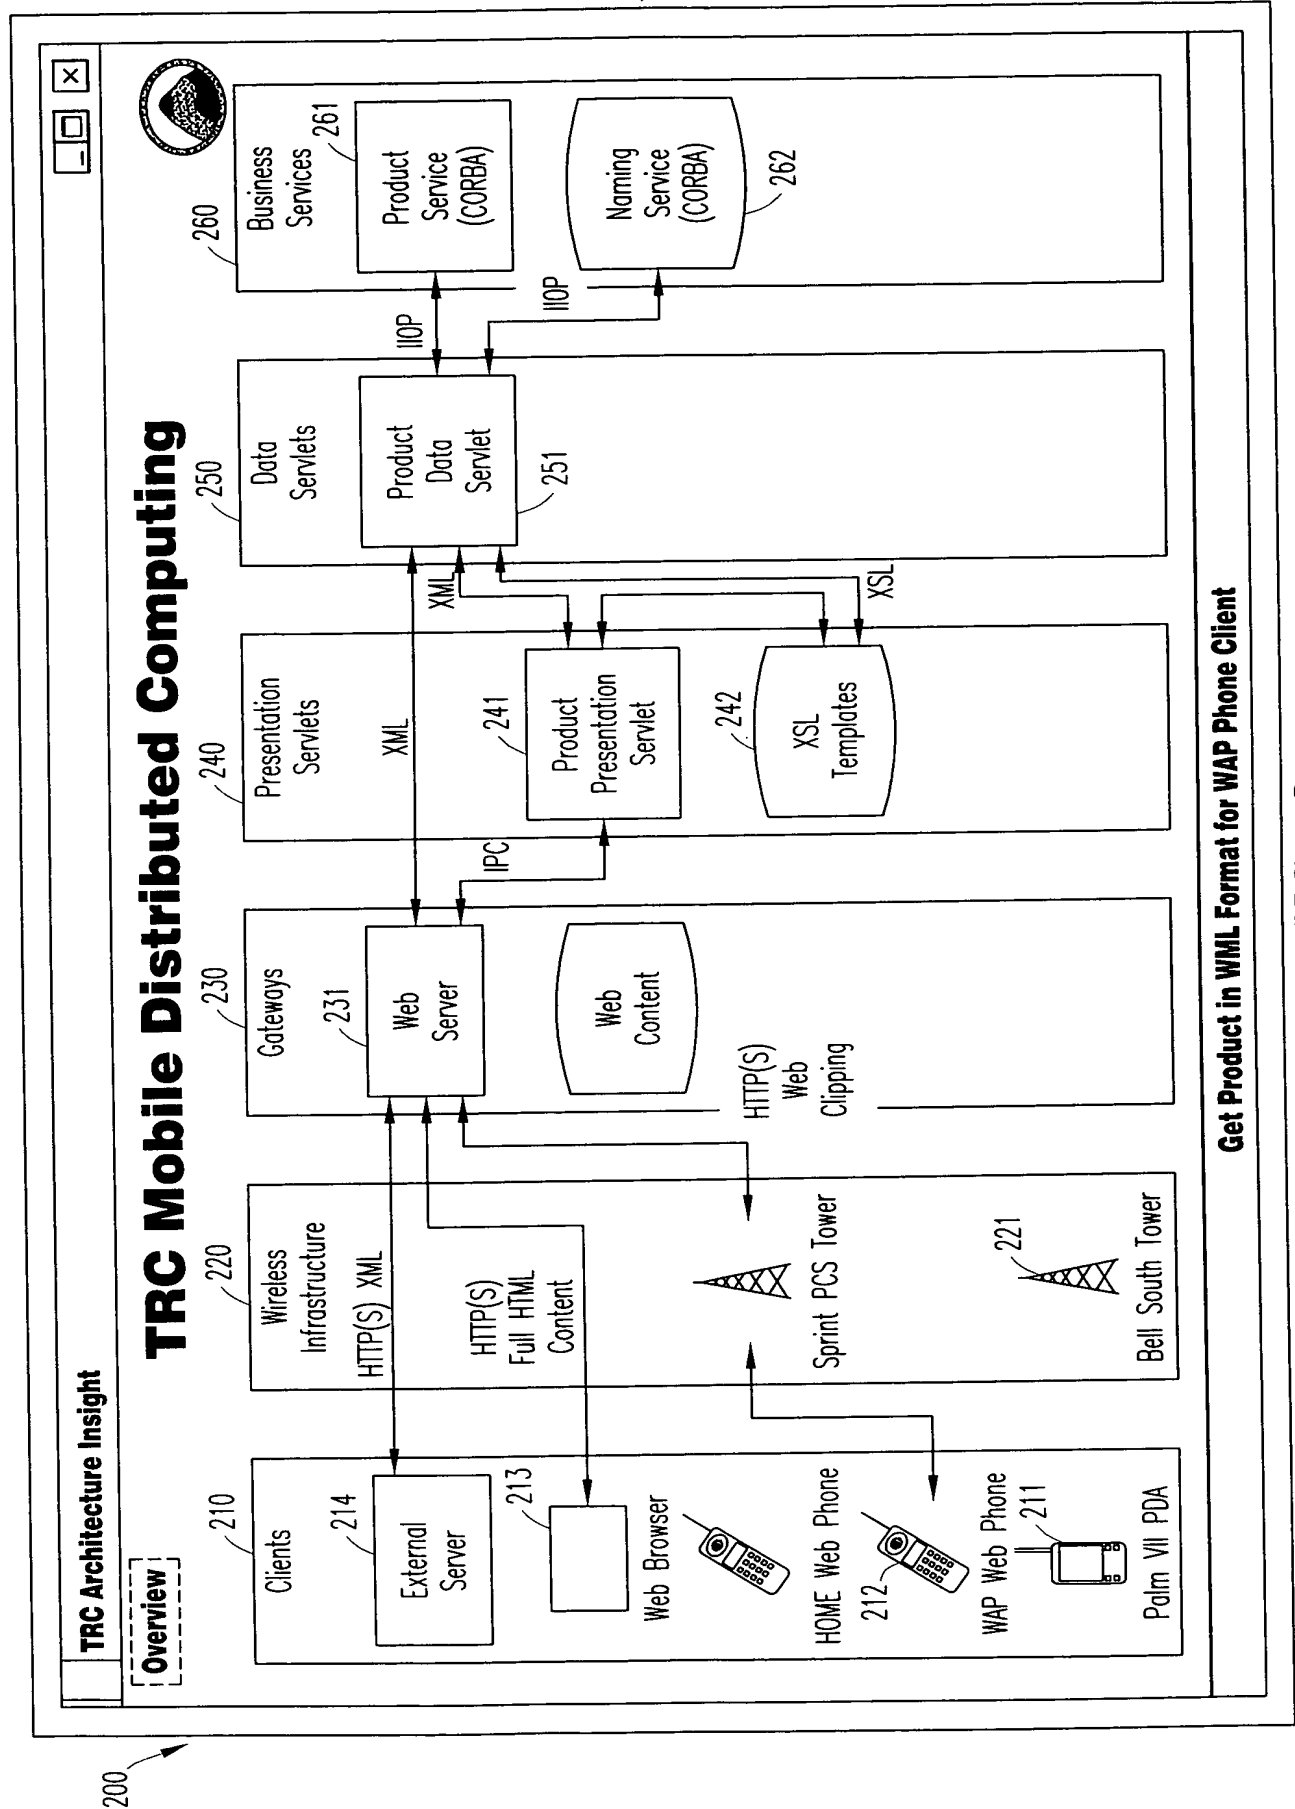 200
TRC Architecture Insight
Overview
TRC Mobile Distributed Computing
210
Clients
214
External
Server
213
Web Browser
HOME Web Phone
212
WAP Web Phone
211
Palm VII PDA
220
Wireless
Infrastructure
HTTP(S) XML
HTTP(S)
Full HTML
Content
Sprint PCS Tower
221
Bell South Tower
230
Gateways
231
Web
Server
Web
Content
HTTP(S)
Web
Clipping
XML
IPC
240
Presentation
Servlets
241
Product
Presentation
Servlet
242
XSL
Templates
XML
XSL
250
Data
Servlets
Product
Data
Servlet
251
IIOP
IIOP
260
Business
Services
261
Product
Service
(CORBA)
Naming
Service
(CORBA)
262
Get Product in WML Format for WAP Phone Client